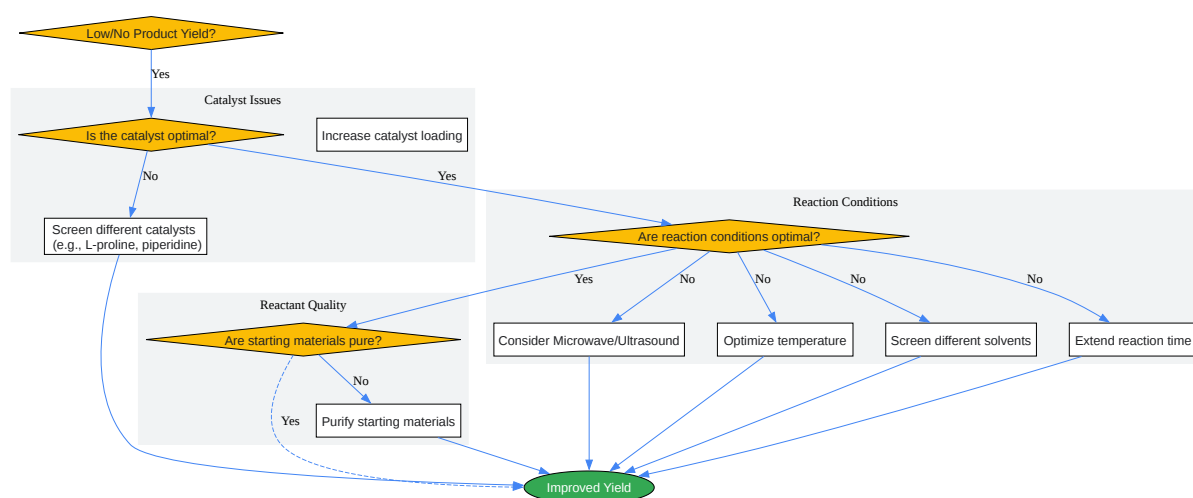 Low/No Product Yield?
Yes
Catalyst Issues
Is the catalyst optimal?
Increase catalyst loading
No
Yes
Screen different catalysts
(e.g., L-proline, piperidine)
Reaction Conditions
Are reaction conditions optimal?
Yes
No
No
No
No
Reactant Quality
Are starting materials pure?
Consider Microwave/Ultrasound
Optimize temperature
Screen different solvents
Extend reaction time
No
Yes
Purify starting materials
Improved Yield